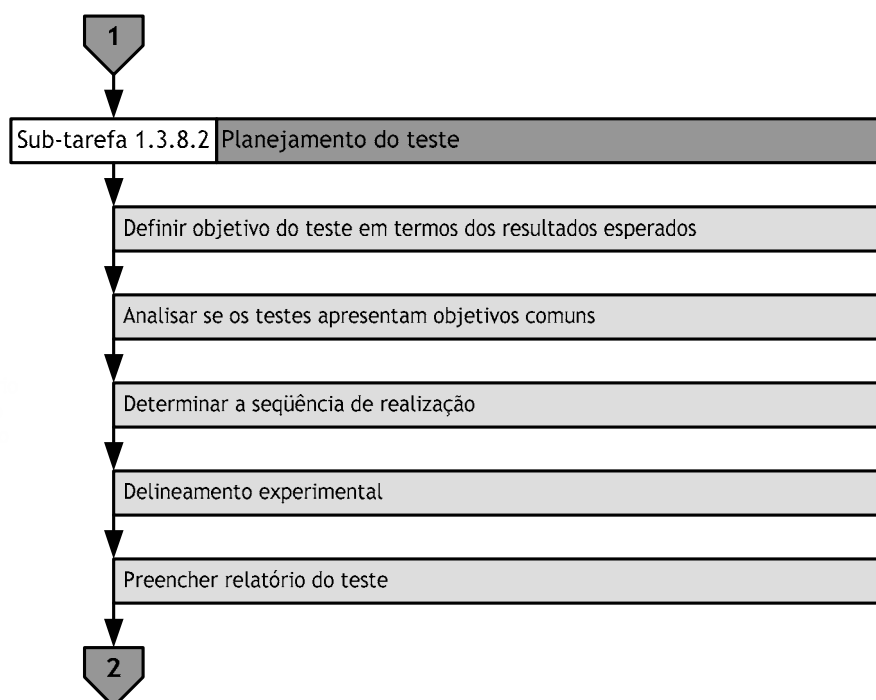 1
Sub-tarefa 1.3.8.2 Planejamento do teste
Definir objetivo do teste em termos dos resultados esperados
Analisar se os testes apresentam objetivos comuns
Determinar a seqüência de realização
Delineamento experimental
Preencher relatório do teste
2